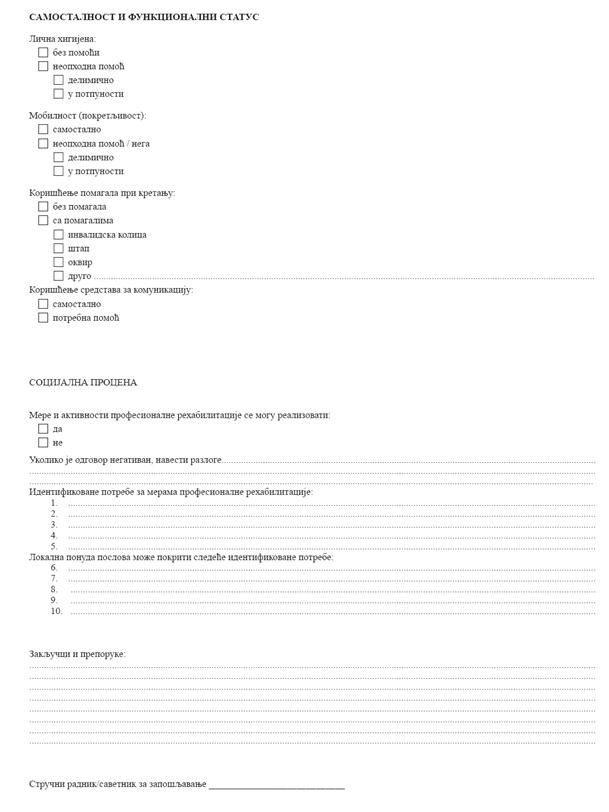 САМОСТАЛНОСТ И ФУНКЦИОНАЛНИ СТАТУС
Лична хигијена:
без помоћи
неопходна помоћ
делимично
у потпуности
Мобилност (покретљивост):
самостално
неопходна помоћ / нега
делимично
у потпуности
Коришћење помагала при кретању:
без помагала
са помагалима
инвалидска колица
штап
оквир
друго
Коришћење средстава за комуникацију:
самостално
потребна помоћ
СОЦИЈАЛНА ПРОЦЕНА
Мере и активности професионалне рехабилитације се могу реализовати:
да
не
Уколико је одговор негативан, навести разлоге
Идентификоване потребе за мерама професионалне рехабилитације:
1.
2.
3.
4.
5.
Локална понуда послова може покрити следеће идентификоване потребе:
6.
7.
8.
9.
10.
Закључци и препоруке:
Стручни радник/саветник за запошљавање